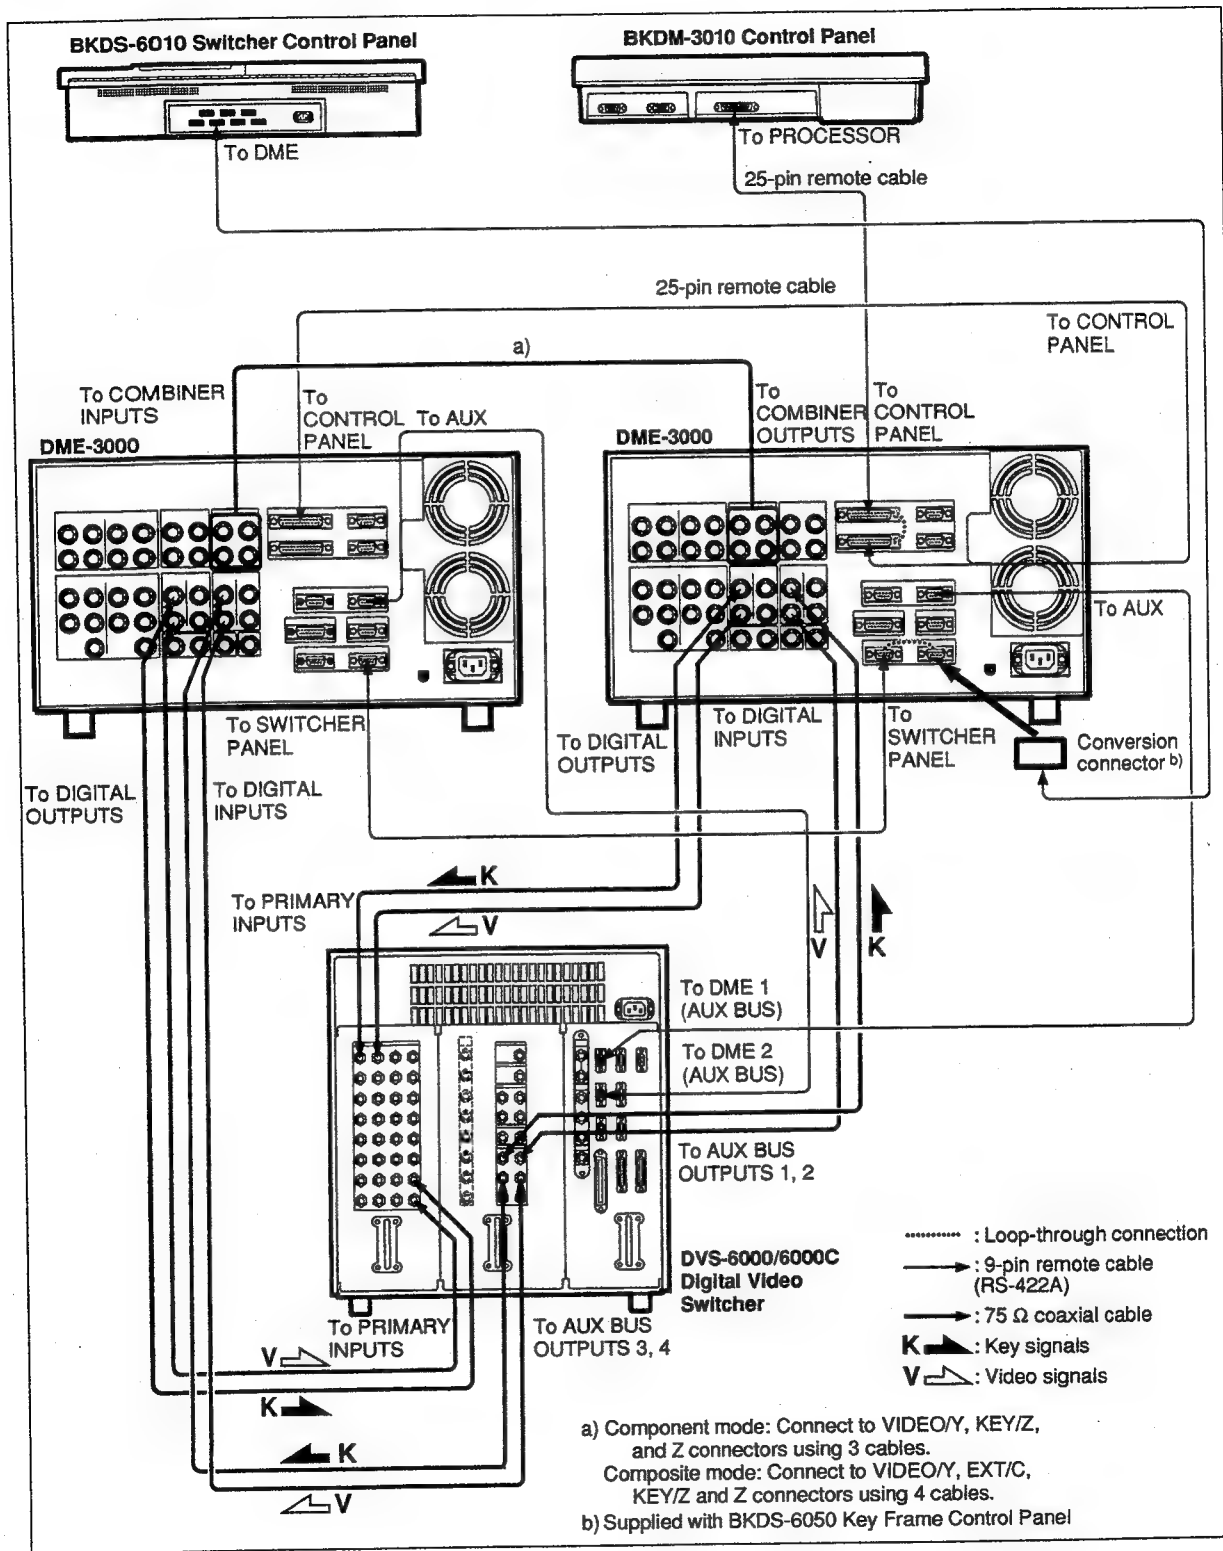 BKDS-6010 Switcher Control Panel
BKDM-3010 Control Panel
To DME
To PROCESSOR
25-pin remote cable
25-pin remote cable
To CONTROL
PANEL
a)
To COMBINER
INPUTS
To
CONTROL
PANEL
To AUX
To
COMBINER
OUTPUTS
To
CONTROL
PANEL
DME-3000
DME-3000
To AUX
To SWITCHER
PANEL
To DIGITAL
OUTPUTS
To DIGITAL
INPUTS
To DIGITAL
OUTPUTS
To DIGITAL
INPUTS
To
SWITCHER
PANEL
Conversion
connector b)
K
To PRIMARY
INPUTS
V
V
K
To DME 1
(AUX BUS)
To DME 2
(AUX BUS)
To AUX BUS
OUTPUTS 1, 2
DVS-6000/6000C
Digital Video
Switcher
To PRIMARY
INPUTS
To AUX BUS
OUTPUTS 3, 4
V
K
K
V
: Loop-through connection
: 9-pin remote cable
(RS-422A)
: 75 Ω coaxial cable
K : Key signals
V : Video signals
a) Component mode: Connect to VIDEO/Y, KEY/Z,
and Z connectors using 3 cables.
Composite mode: Connect to VIDEO/Y, EXT/C,
KEY/Z and Z connectors using 4 cables.
b) Supplied with BKDS-6050 Key Frame Control Panel